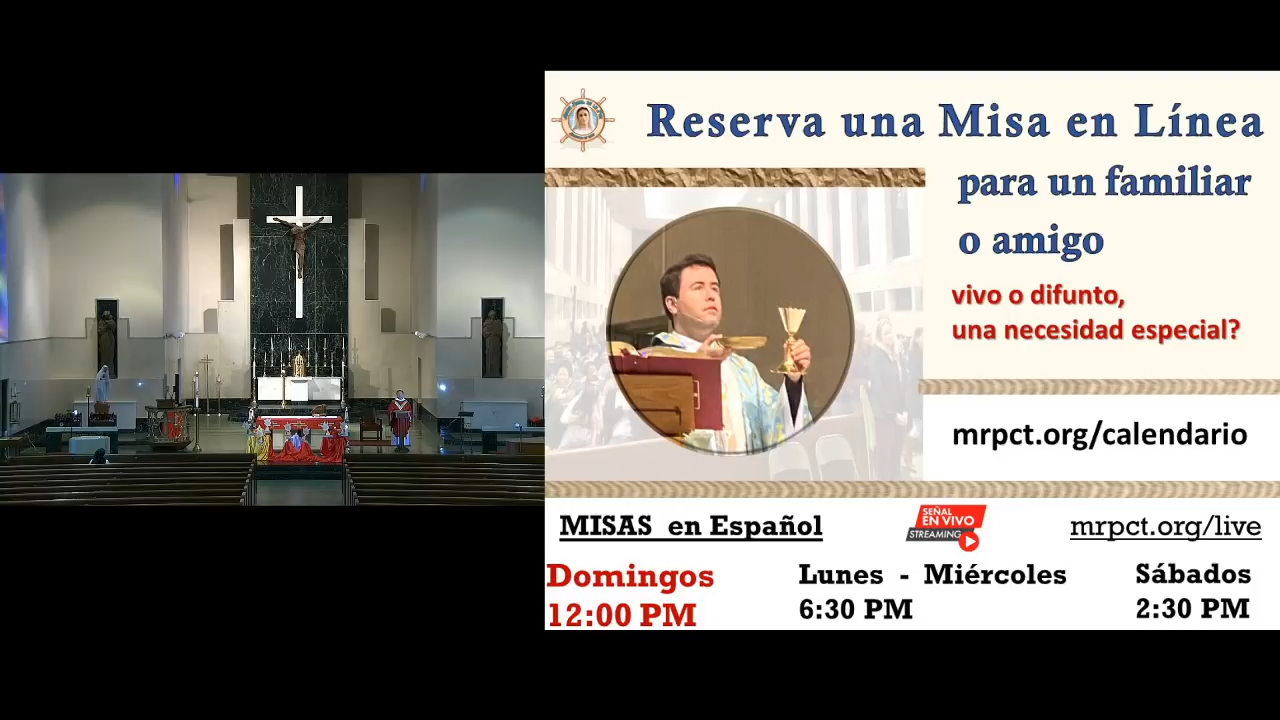 Reserva una Misa en Línea
para un familiar
o amigo
vivo o difunto,
una necesidad especial?
mrpct.org/calendario
MISAS en Español
SEÑAL
EN VIVO
STREAMING
mrpct.org/live
Domingos
12:00 PM
Lunes - Miércoles
6:30 PM
Sábados
2:30 PM